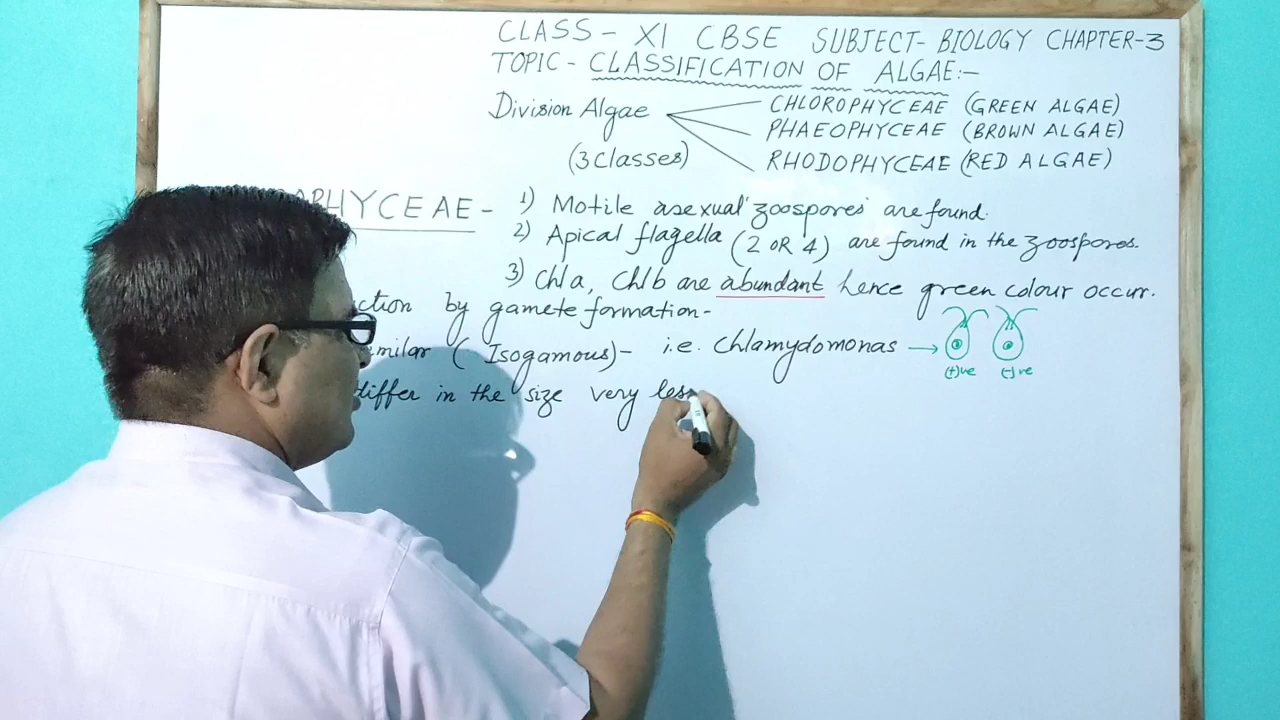 CLASS - XI CBSE SUBJECT- BIOLOGY CHAPTER-3
TOPIC - CLASSIFICATION OF ALGAE:-
Division Algae
(3 classes)
CHLOROPHYCEAE (GREEN ALGAE)
PHAEOPHYCEAE (BROWN ALGAE)
RHODOPHYCEAE (RED ALGAE)
PHYCEAE - 1) Motile asexual 'zoospores' are found.
2) Apical flagella (2 OR 4) are found in the zoospores.
3) Chl a, Chl b are abundant hence green colour occur.
ction by gamete formation-
milar ( Isogamous)- i.e. Chlamydomonas →
(+)ve (-)ve
differ in the size very less